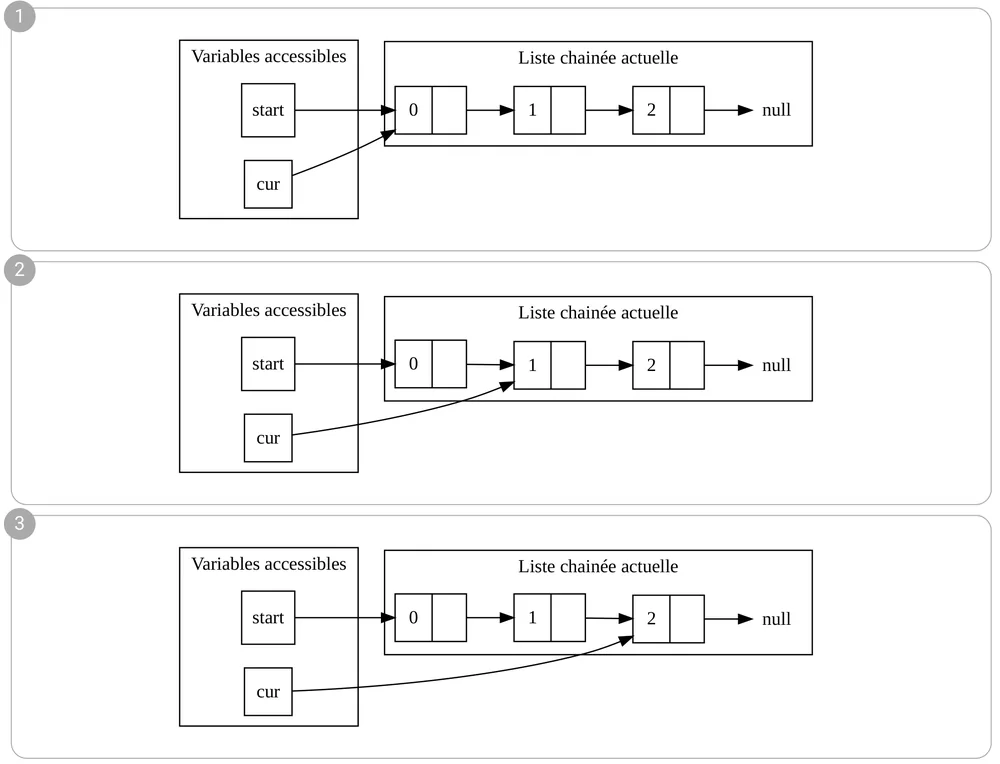 1
Variables accessibles
Liste chainée actuelle
start
0
1
2
null
cur
2
Variables accessibles
Liste chainée actuelle
start
0
1
2
null
cur
3
Variables accessibles
Liste chainée actuelle
start
0
1
2
null
cur